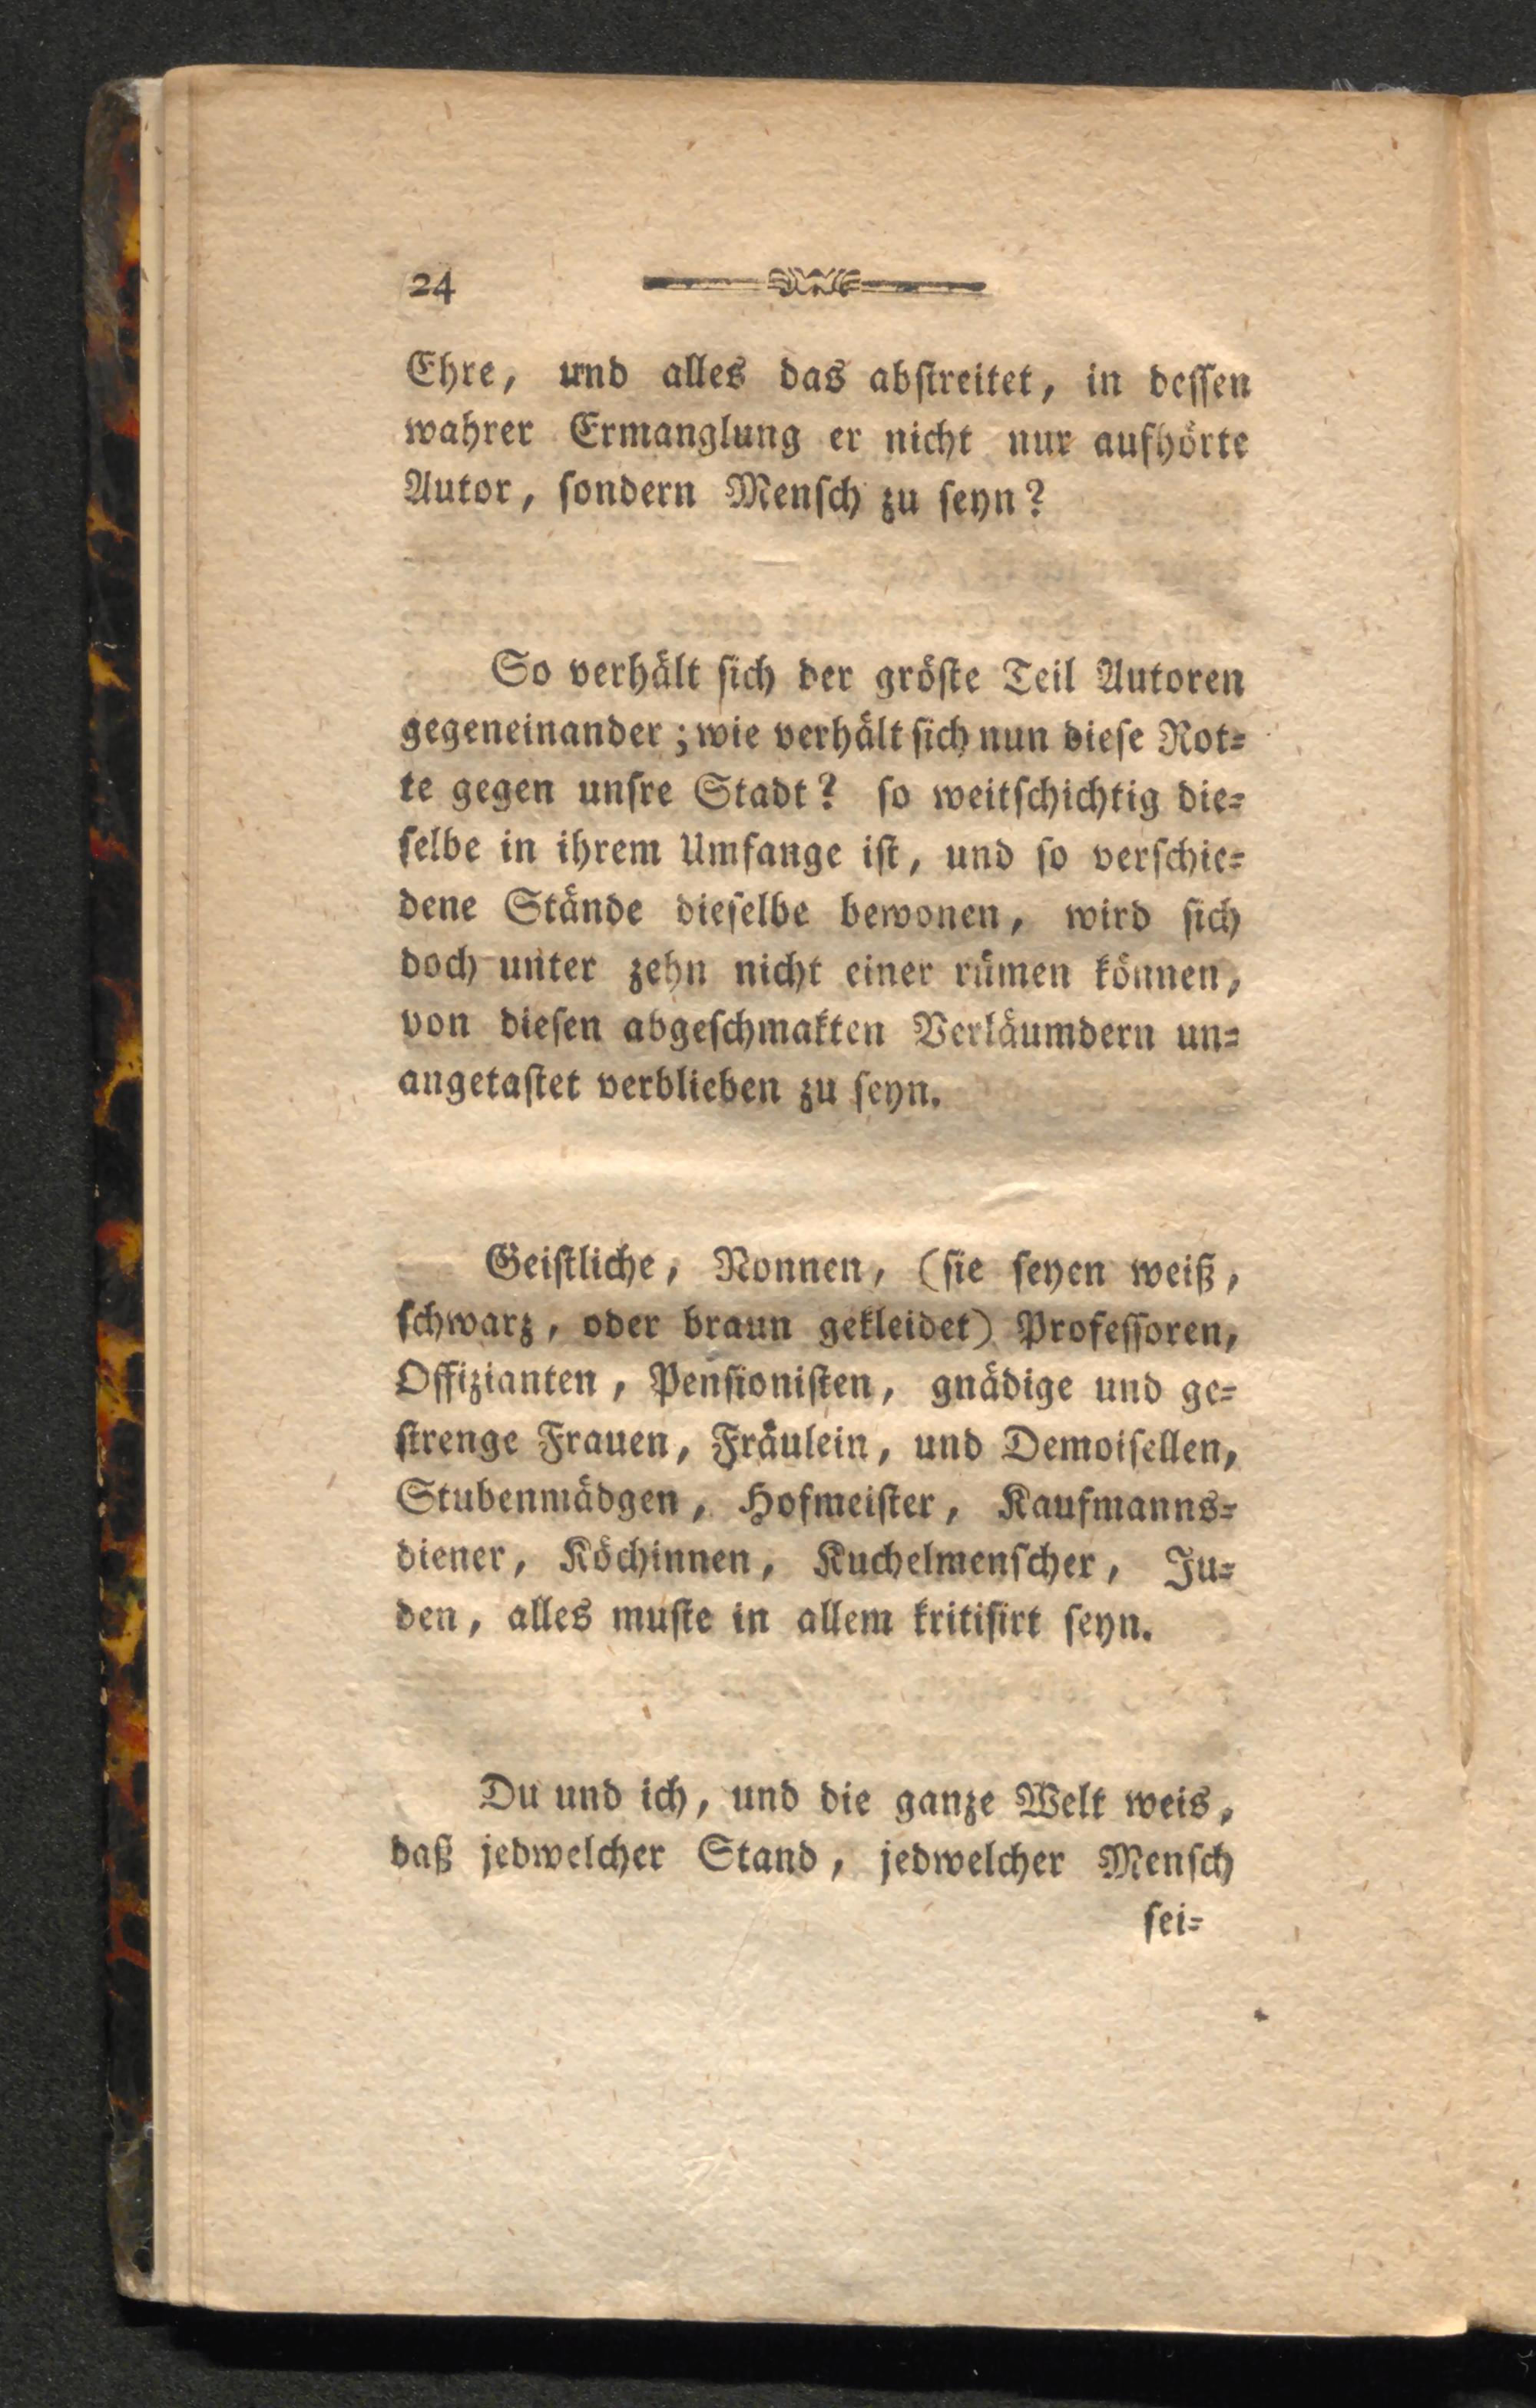 24
Ehre, und alles das abſtreitet, in deſſen
wahrer Ermanglung er nicht nur aufhörte
Autor, ſondern Menſch zu ſeyn?
So verhält ſich der gröſte Teil Autoren
gegeneinander; wie verhält ſich nun dieſe Rot⸗
te gegen unſre Stadt? ſo weitſchichtig die⸗
ſelbe in ihrem Umfange iſt, und ſo verſchie⸗
dene Stände dieſelbe bewonen, wird ſich
doch unter zehn nicht einer rümen können,
von dieſen abgeſchmakten Verläumdern un⸗
angetaſtet verblieben zu ſeyn.
Geiſtliche, Nonnen, (ſie ſeyen weiß,
ſchwarz, oder braun gekleidet) Profeſſoren,
Offizianten, Penſioniſten, gnädige und ge⸗
ſtrenge Frauen, Fräulein, und Demoiſellen,
Stubenmädgen, Hofmeiſter, Kaufmanns⸗
diener, Köchinnen, Kuchelmenſcher, Ju⸗
den, alles muſte in allem kritiſirt ſeyn.
Du und ich, und die ganze Welt weis,
daß jedwelcher Stand, jedwelcher Menſch
ſei⸗